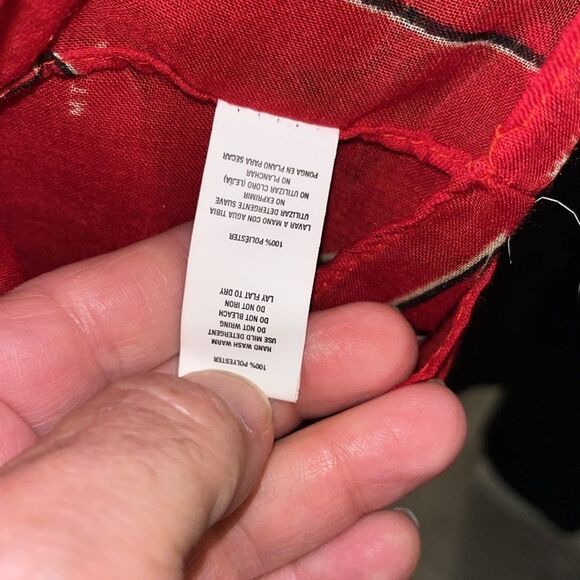 100% POLYESTER
HAND WASH WARM
USE MILD DETERGENT
DO NOT WRING
DO NOT BLEACH
DO NOT IRON
LAY FLAT TO DRY
100% POLIÉSTER
LAVAR A MANO CON AGUA TIBIA
UTILIZAR DETERGENTE SUAVE
NO EXPRIMIR
NO UTILIZAR CLORO (LEJÍA)
NO PLANCHAR
PONGA EN PLANO PARA SECAR